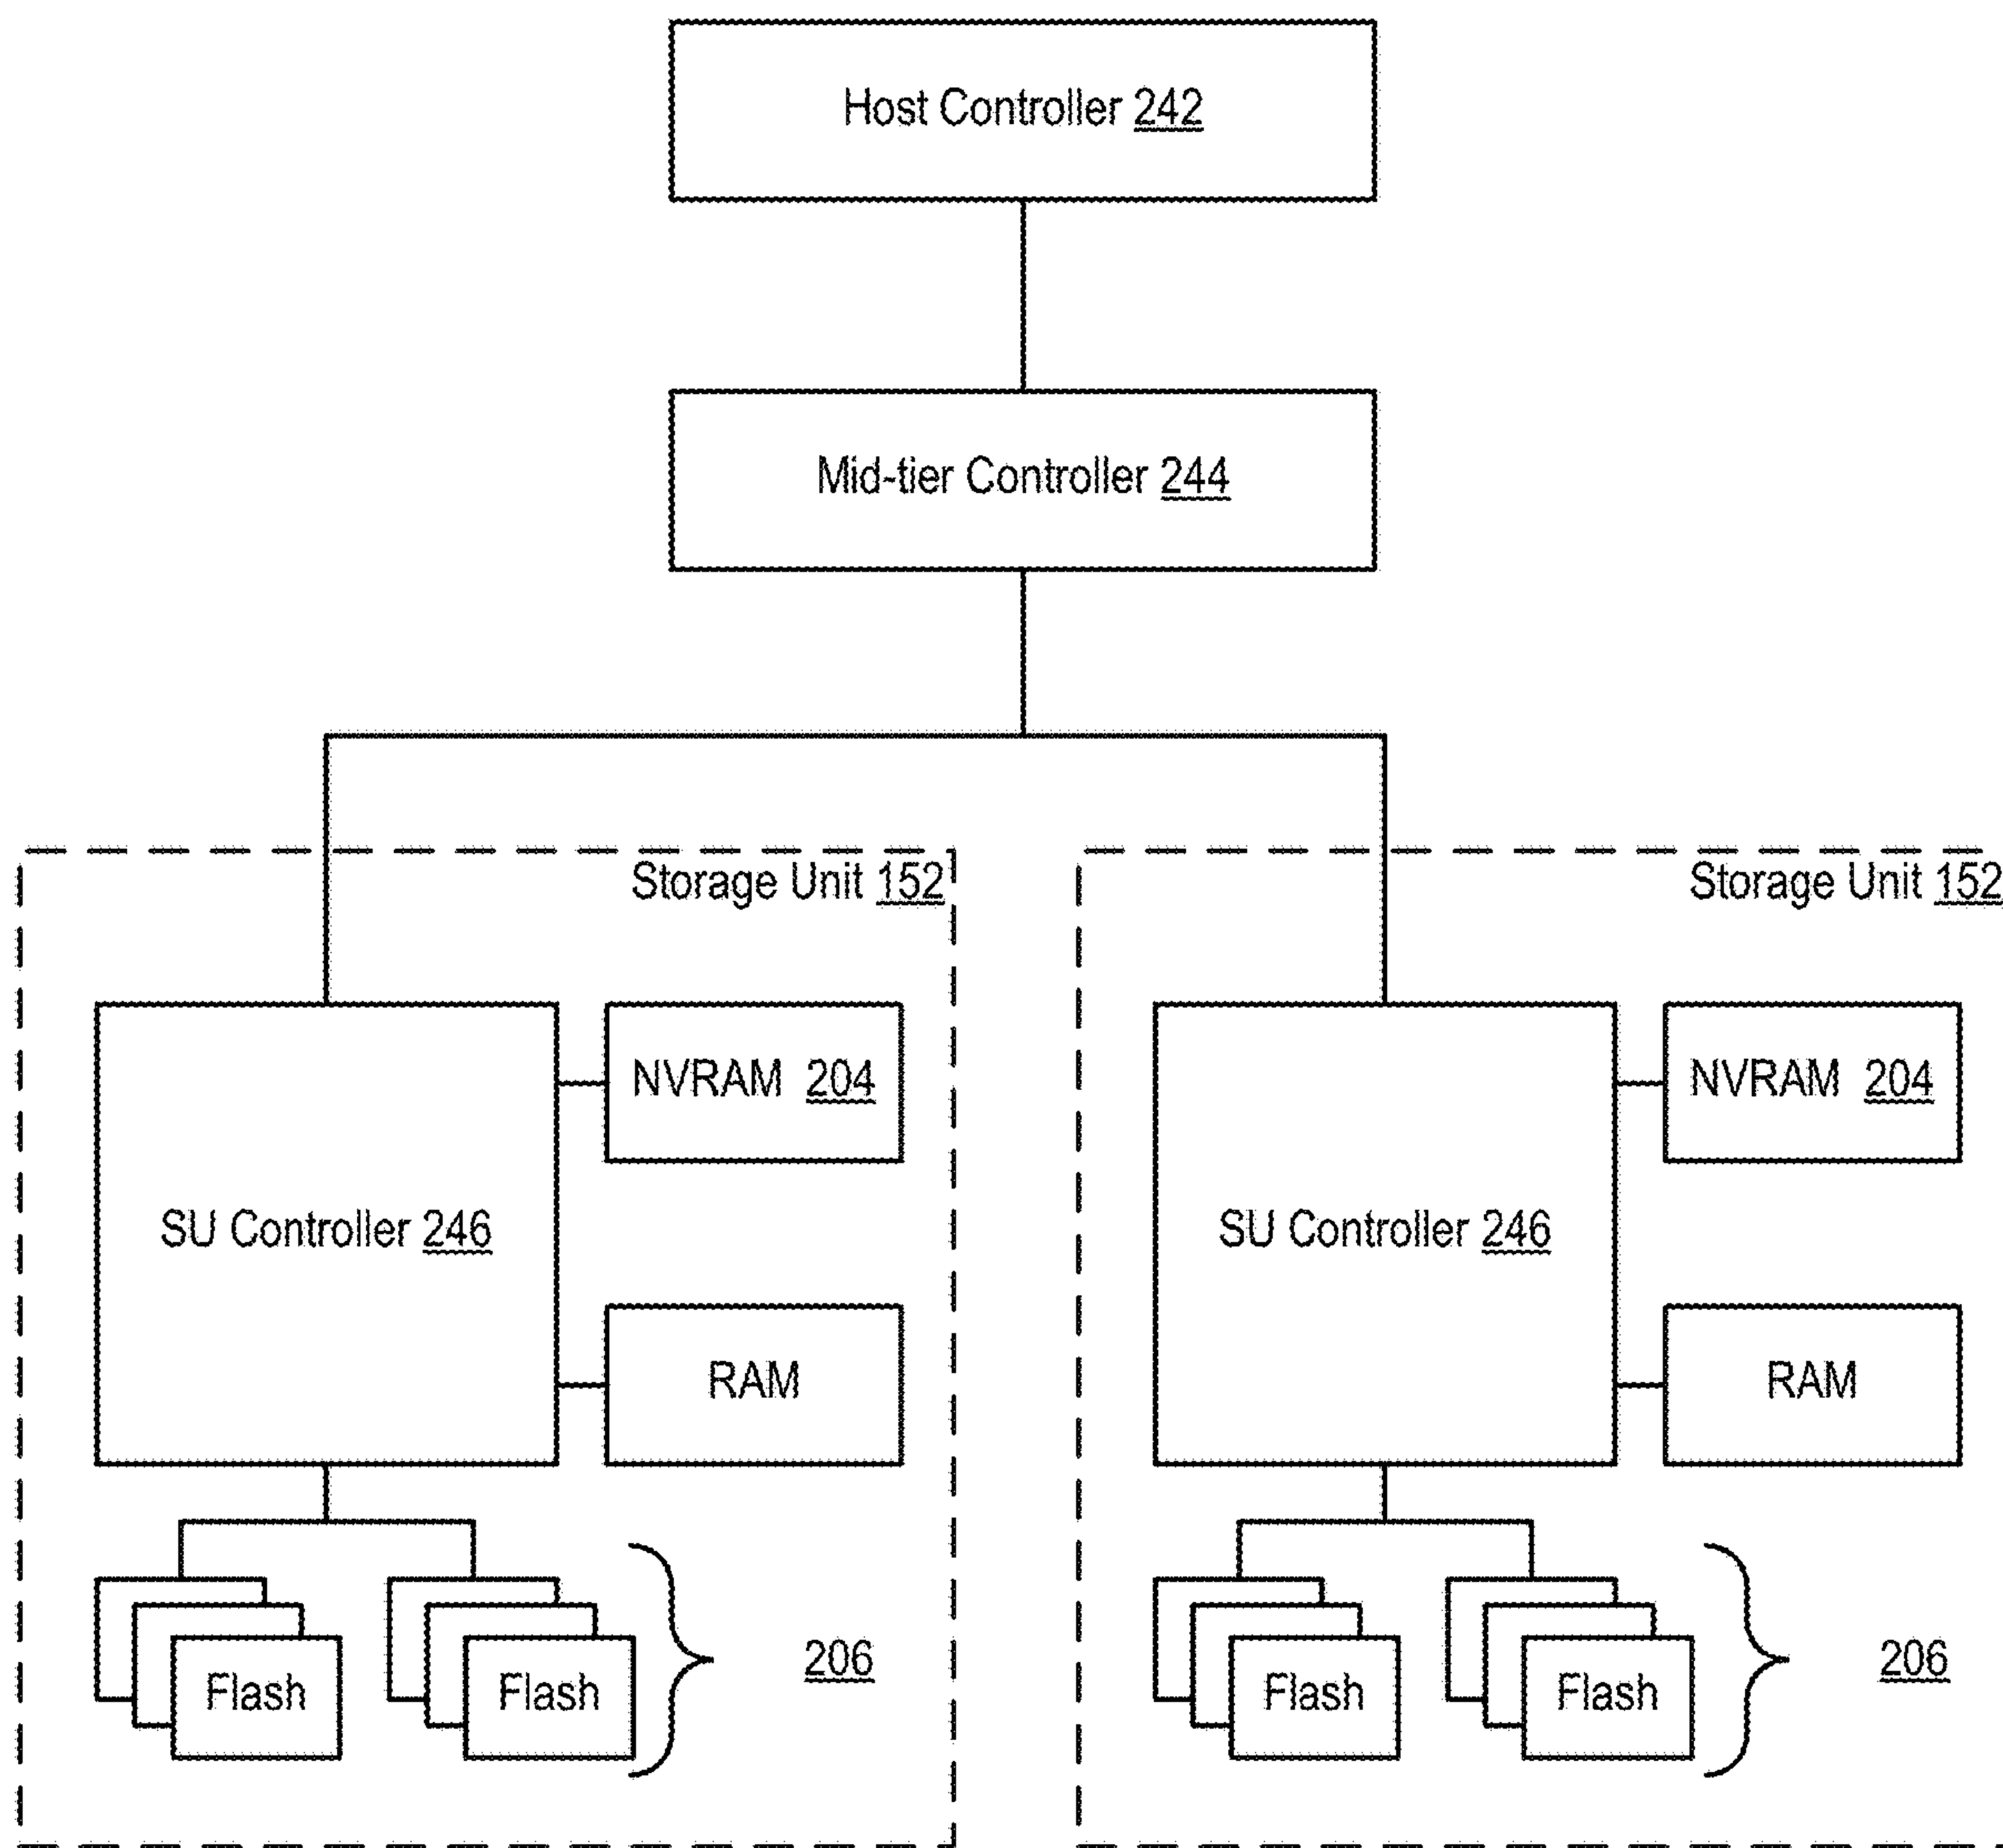 Host Controller 242
Mid-tier Controller 244
Storage Unit 152
NVRAM 204
SU Controller 246
RAM
Flash
Flash
206
Storage Unit 152
NVRAM 204
SU Controller 246
RAM
Flash
Flash
206